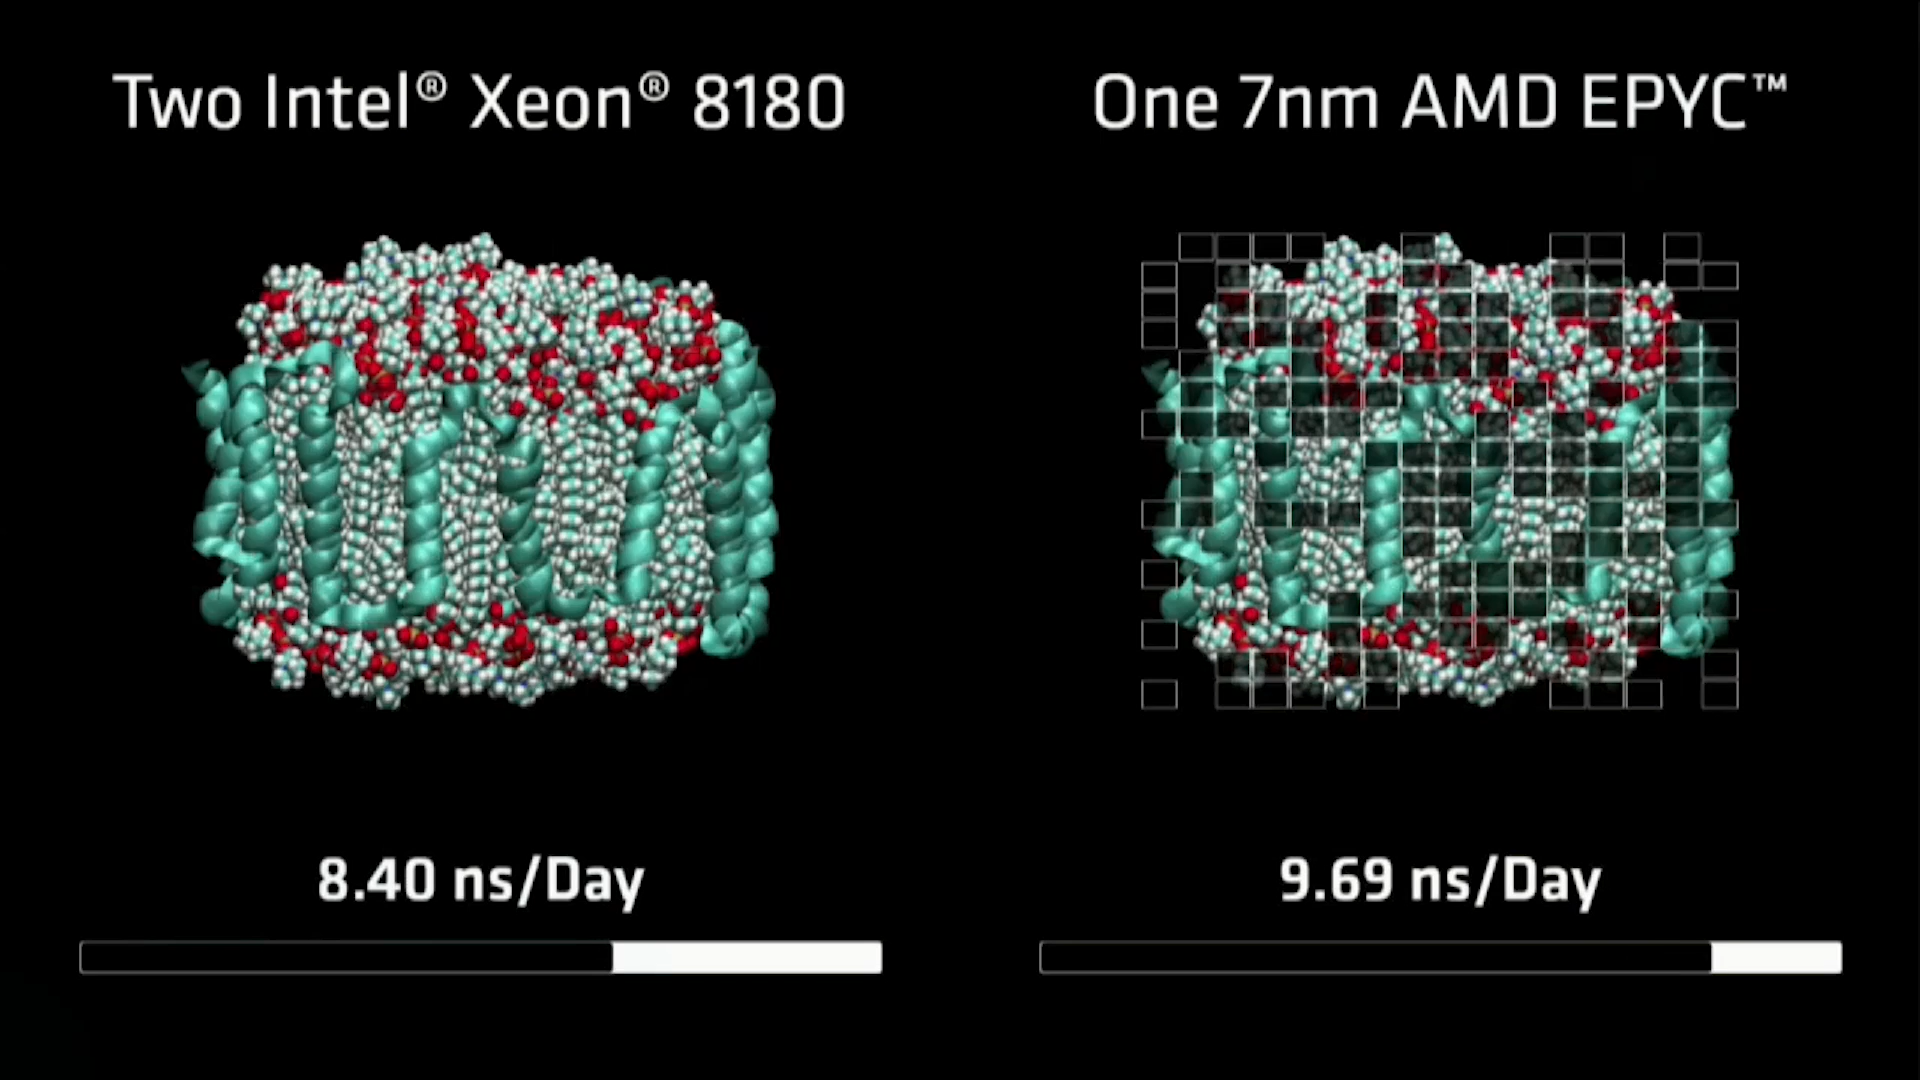 Two Intel® Xeon® 8180
One 7nm AMD EPYC™
8.40 ns/Day
9.69 ns/Day